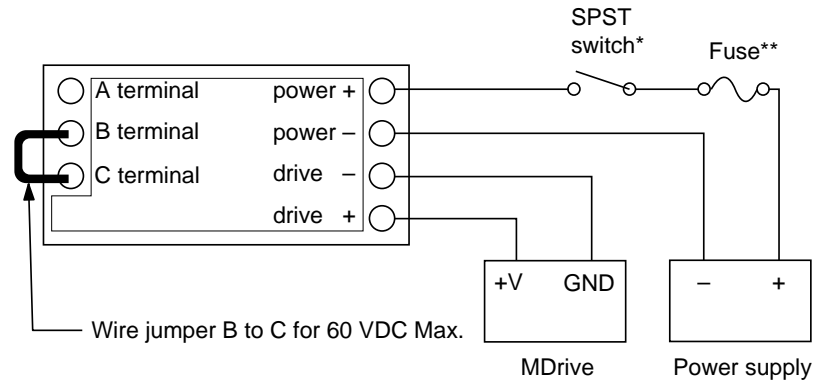 SPST
switch*
Fuse**
A terminal power +
B terminal power –
C terminal drive –
drive +
+V GND
– +
Wire jumper B to C for 60 VDC Max.
MDrive Power supply